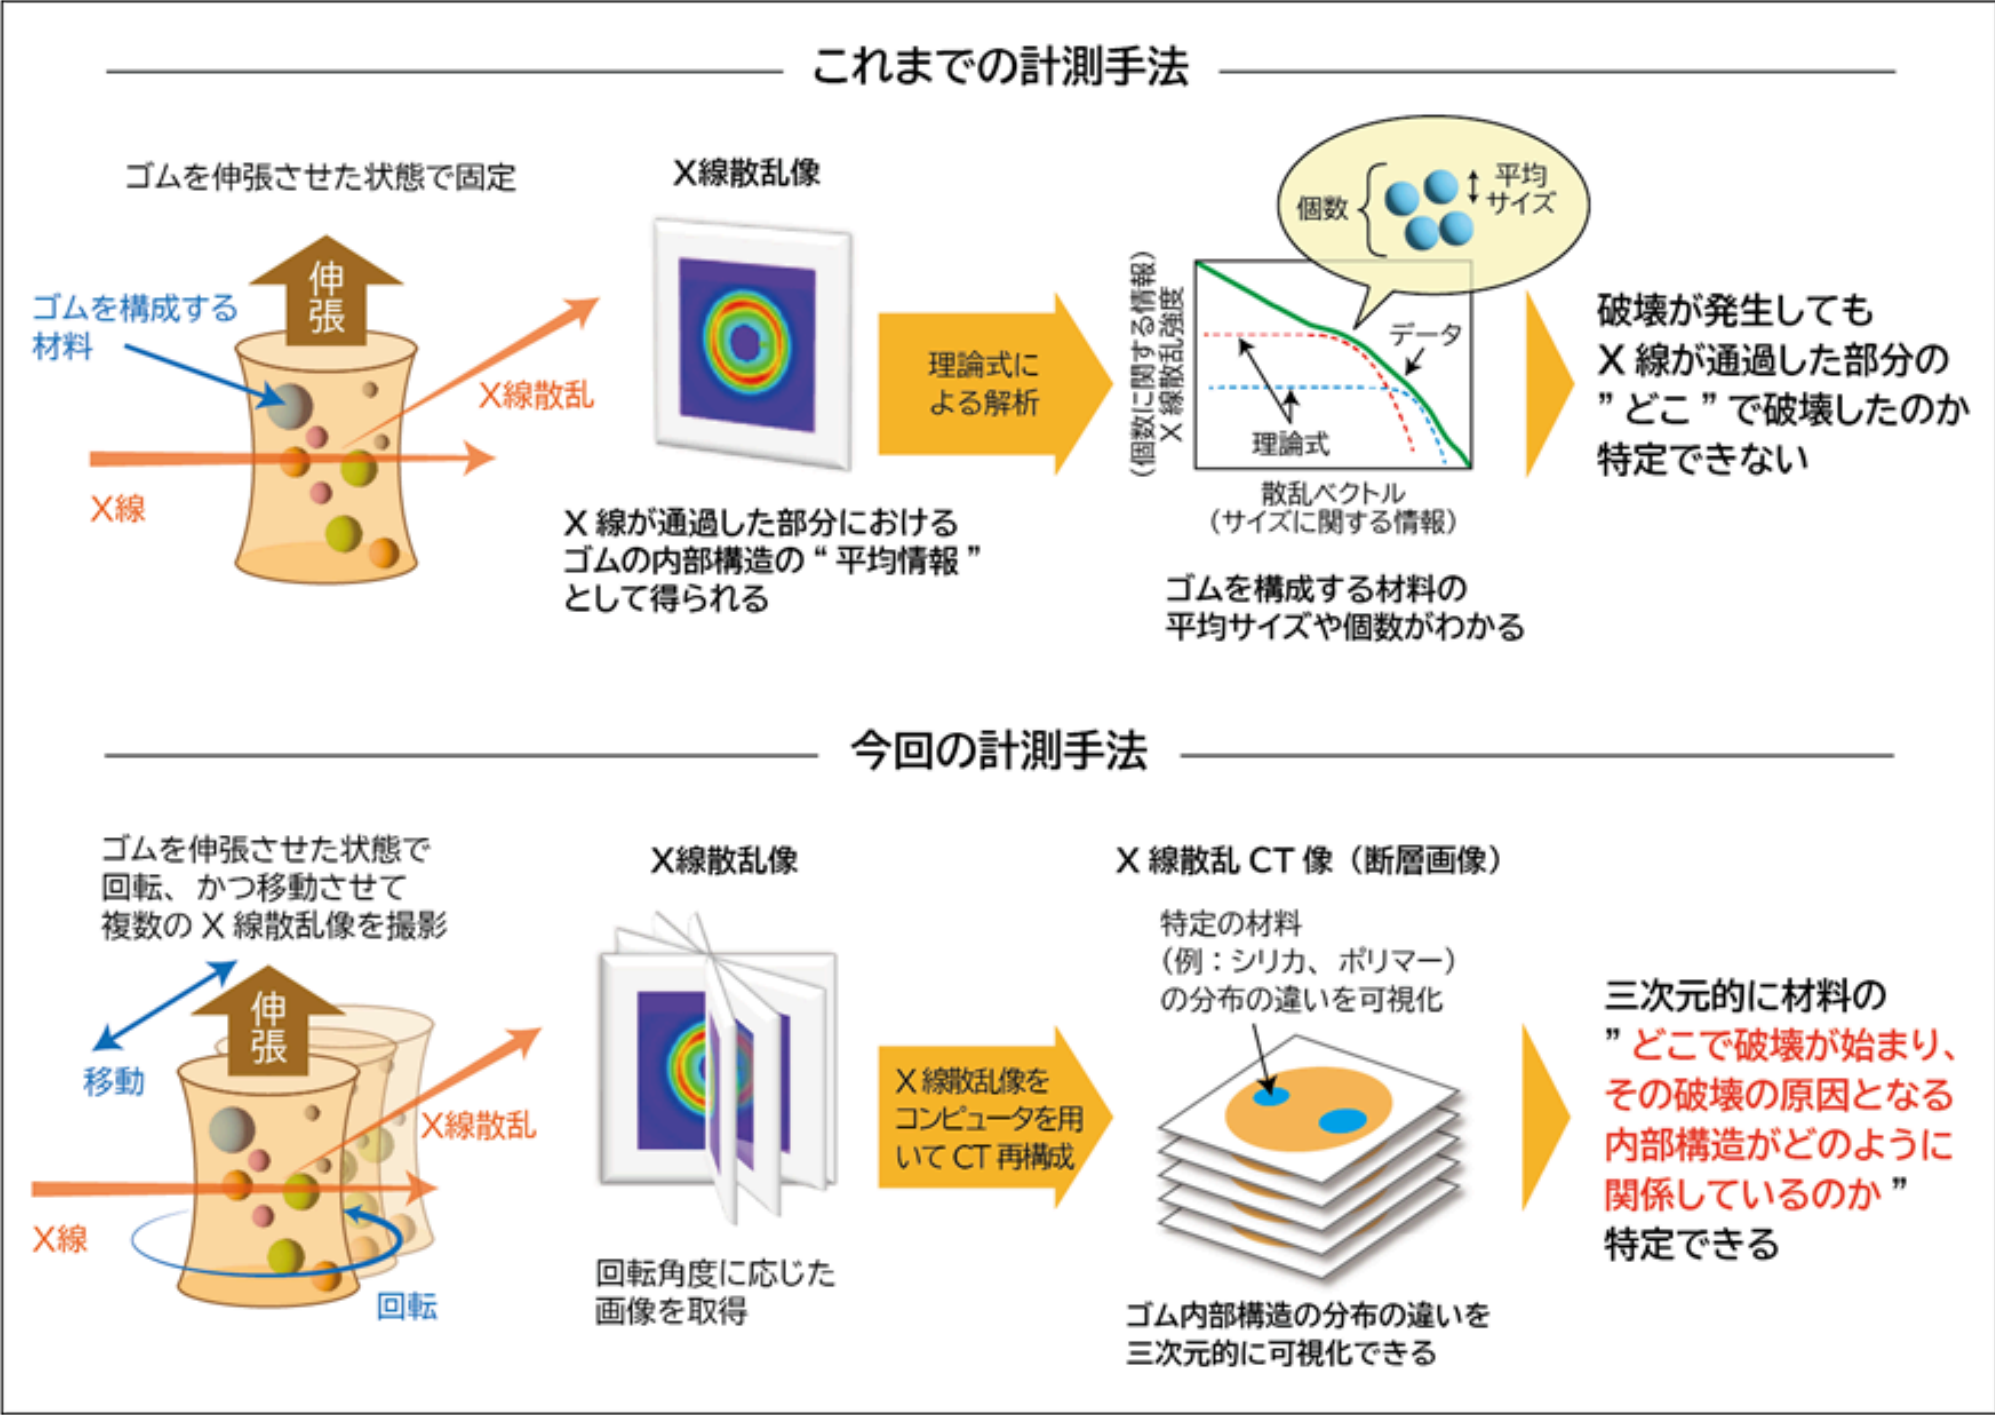 これまでの計測手法
ゴムを伸張させた状態で固定
伸張
ゴムを構成する
材料
X線散乱
X線
X線散乱像
X 線が通過した部分における
ゴムの内部構造の “ 平均情報 ”
として得られる
理論式に
よる解析
個数
平均
サイズ
(個数に関する情報)
X 線散乱強度
データ
理論式
散乱ベクトル
(サイズに関する情報)
ゴムを構成する材料の
平均サイズや個数がわかる
破壊が発生しても
X 線が通過した部分の
” どこ ” で破壊したのか
特定できない
今回の計測手法
ゴムを伸張させた状態で
回転、かつ移動させて
複数の X 線散乱像を撮影
伸張
移動
X線散乱
X線
回転
X線散乱像
回転角度に応じた
画像を取得
X 線散乱像を
コンピュータを用
いて CT 再構成
X 線散乱 CT 像（断層画像）
特定の材料
（例：シリカ、ポリマー）
の分布の違いを可視化
ゴム内部構造の分布の違いを
三次元的に可視化できる
三次元的に材料の
” どこで破壊が始まり、
その破壊の原因となる
内部構造がどのように
関係しているのか ”
特定できる